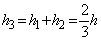 h₃ = h₁ + h₂ = 2/3 h